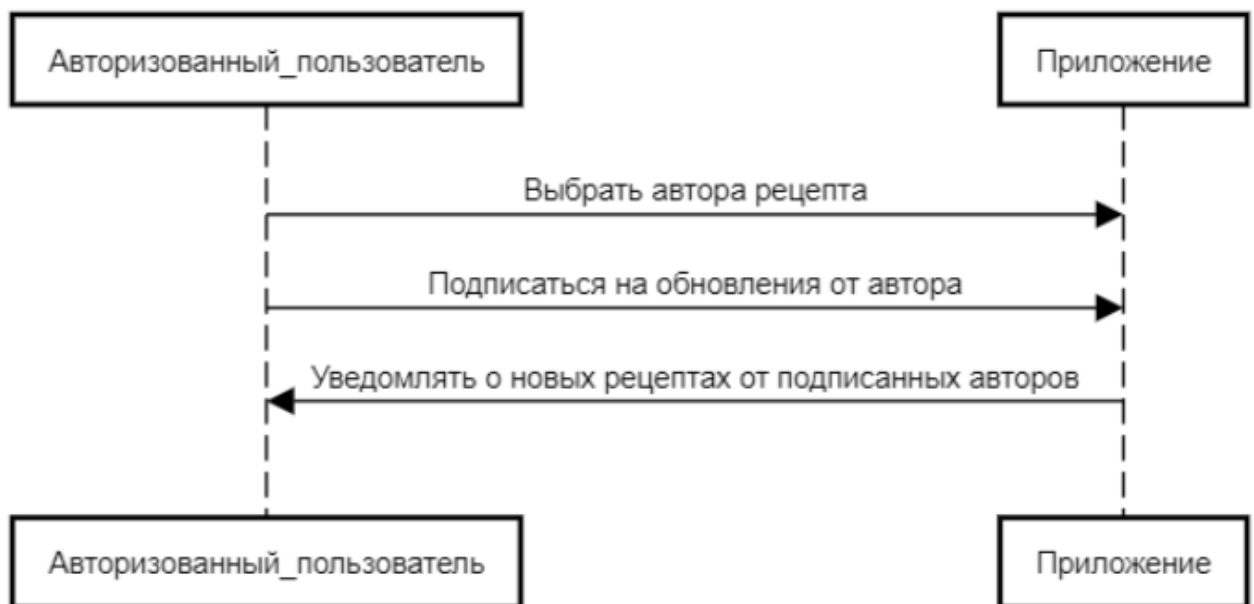 Авторизованный_пользователь
Приложение
Выбрать автора рецепта
Подписаться на обновления от автора
Уведомлять о новых рецептах от подписанных авторов
Авторизованный_пользователь
Приложение